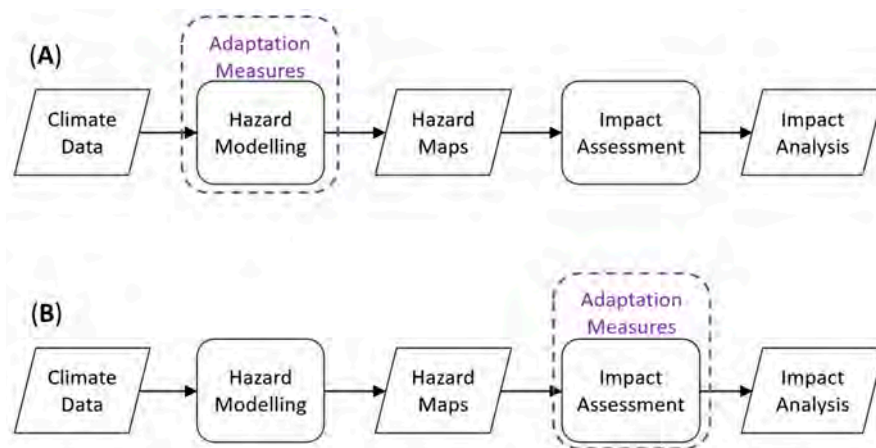 (A)
Adaptation
Measures
Climate
Data
Hazard
Modelling
Hazard
Maps
Impact
Assessment
Impact
Analysis
(B)
Adaptation
Measures
Climate
Data
Hazard
Modelling
Hazard
Maps
Impact
Assessment
Impact
Analysis